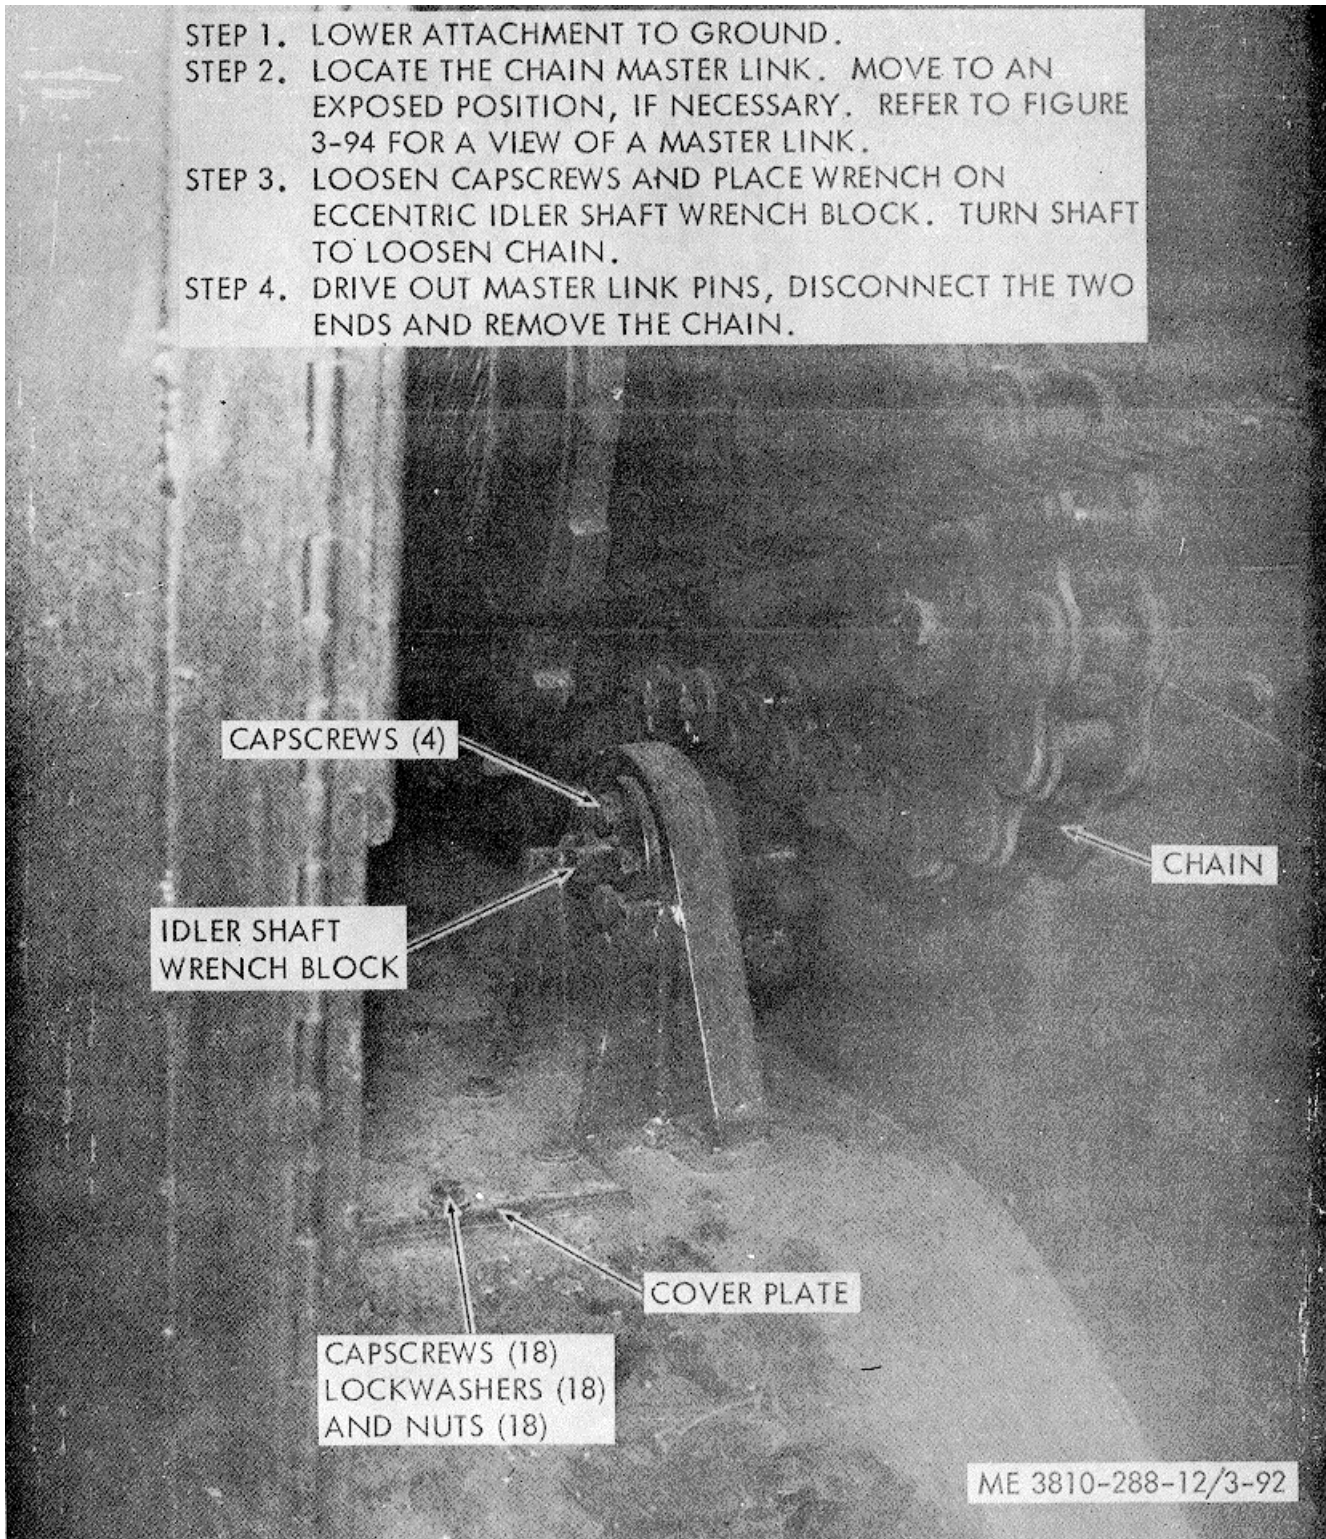 STEP 1. LOWER ATTACHMENT TO GROUND.
STEP 2. LOCATE THE CHAIN MASTER LINK. MOVE TO AN
EXPOSED POSITION, IF NECESSARY. REFER TO FIGURE
3-94 FOR A VIEW OF A MASTER LINK.
STEP 3. LOOSEN CAPSCREWS AND PLACE WRENCH ON
ECCENTRIC IDLER SHAFT WRENCH BLOCK. TURN SHAFT
TO LOOSEN CHAIN.
STEP 4. DRIVE OUT MASTER LINK PINS, DISCONNECT THE TWO
ENDS AND REMOVE THE CHAIN.
CAPSCREWS (4)
CHAIN
IDLER SHAFT
WRENCH BLOCK
COVER PLATE
CAPSCREWS (18)
LOCKWASHERS (18)
AND NUTS (18)
ME 3810-288-12/3-92